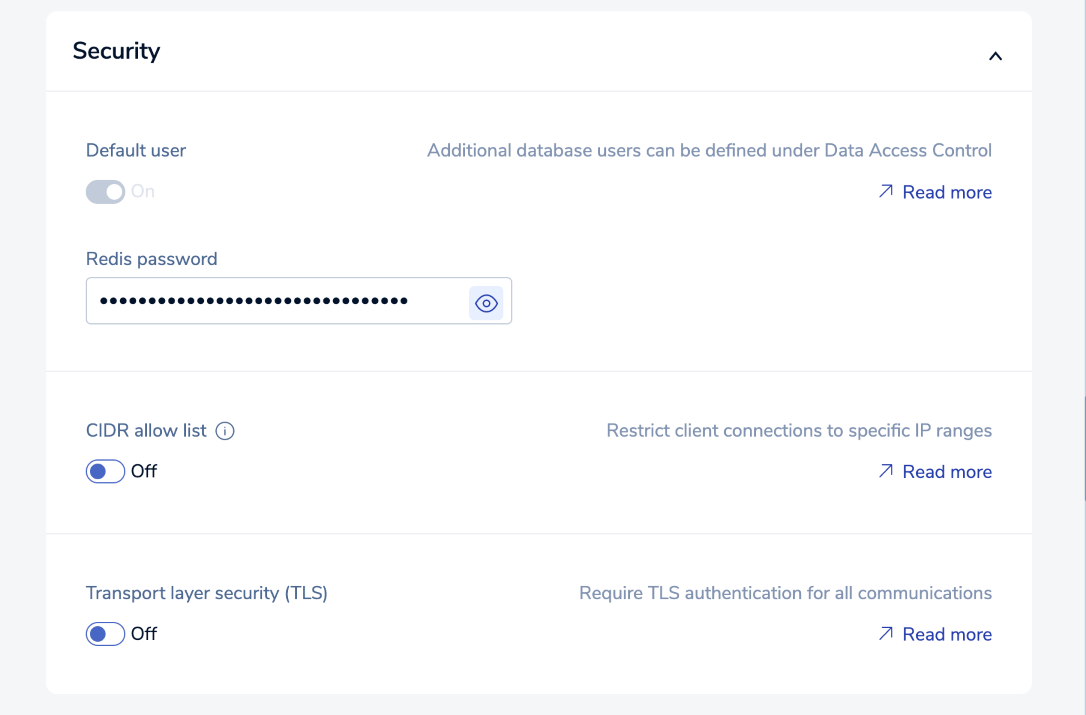 Security
Default user
Additional database users can be defined under Data Access Control
On
Read more
Redis password
••••••••••••••••••••••••••••••••
CIDR allow list
Restrict client connections to specific IP ranges
Off
Read more
Transport layer security (TLS)
Require TLS authentication for all communications
Off
Read more